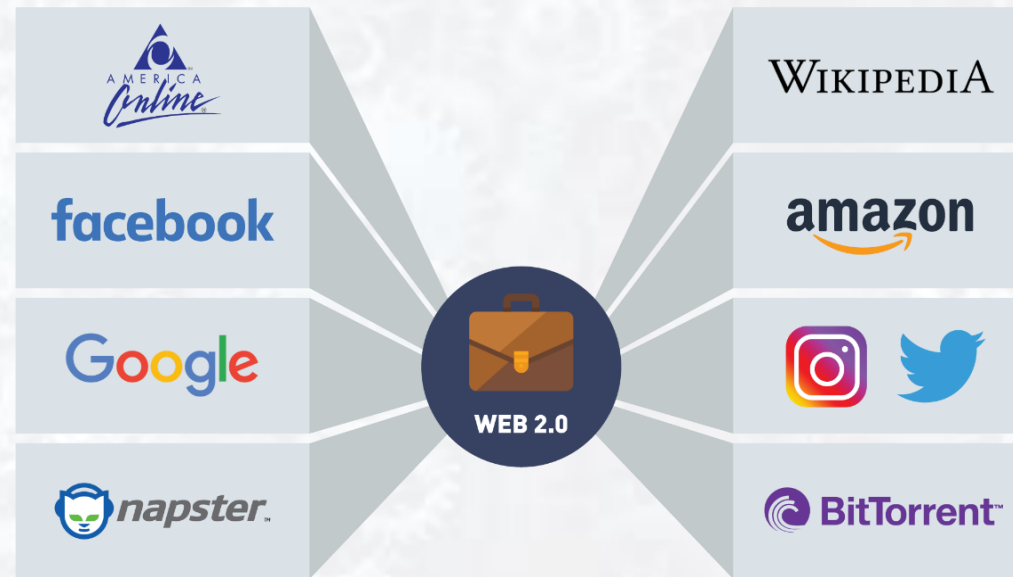 AMERICA
Online
facebook
Google
napster
WEB 2.0
WIKIPEDIA
amazon
BitTorrent